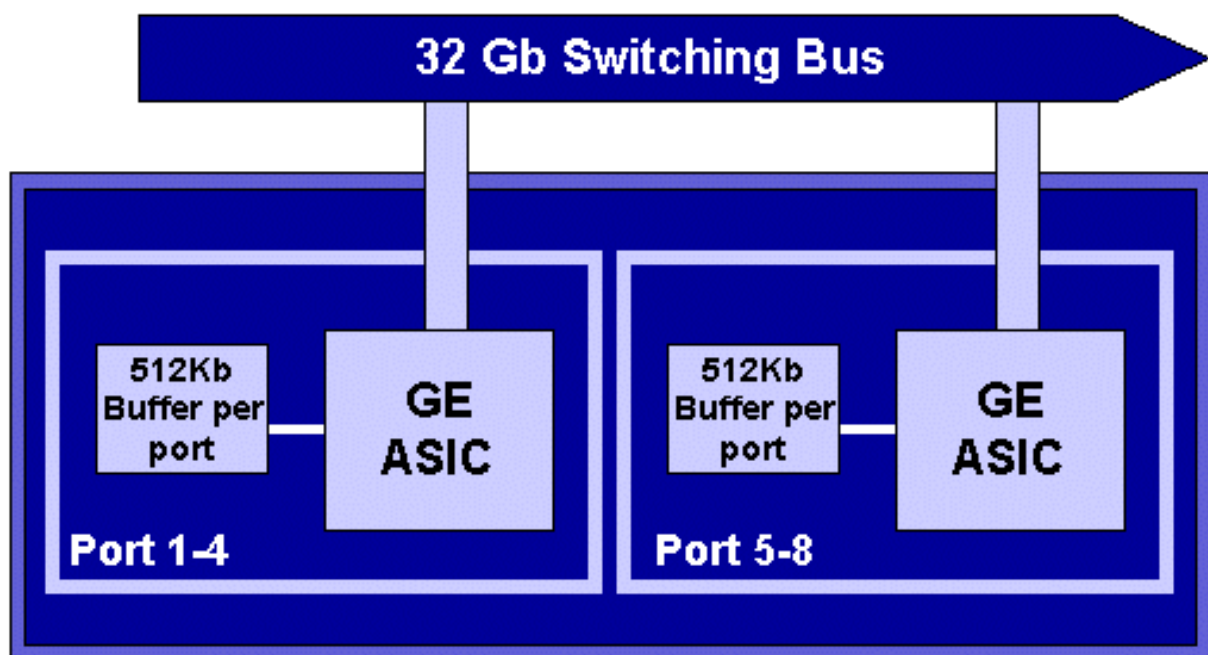 32 Gb Switching Bus
512Kb
Buffer per
port
GE
ASIC
Port 1-4
512Kb
Buffer per
port
GE
ASIC
Port 5-8